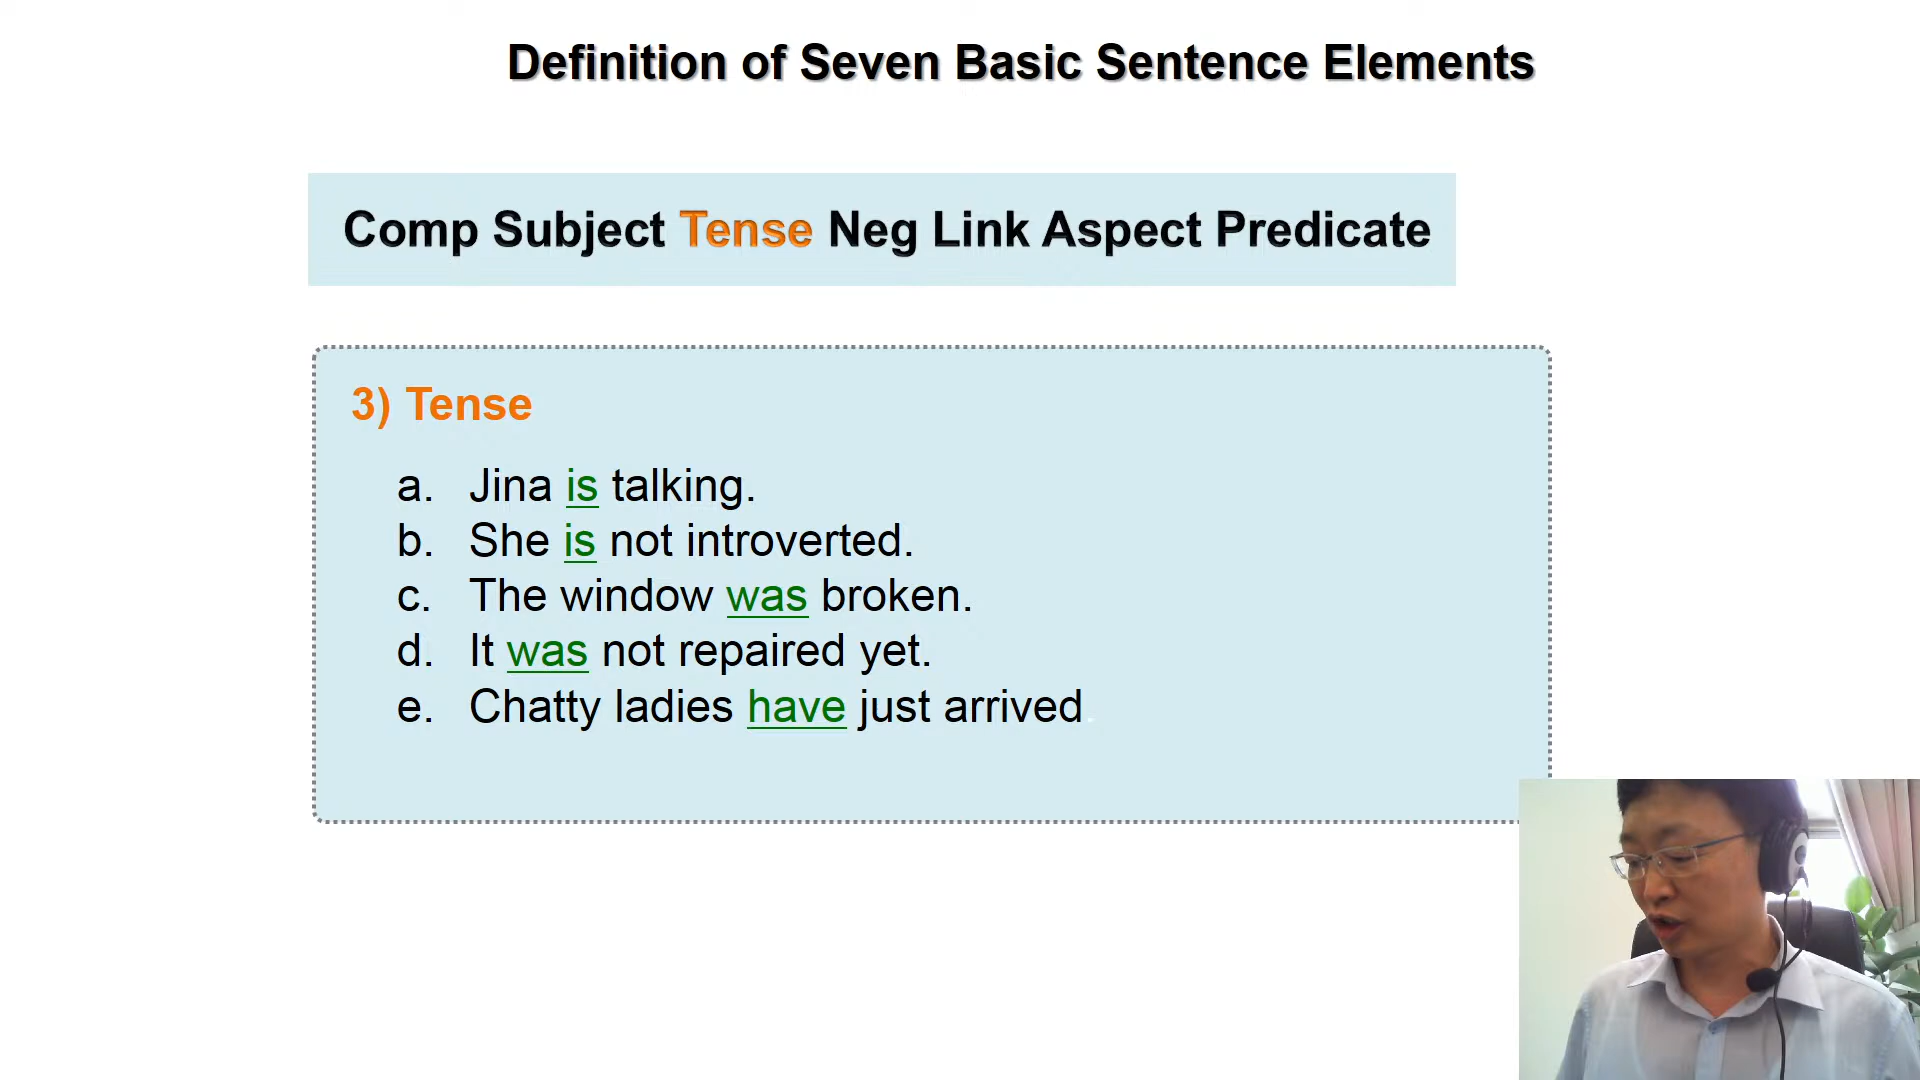 Definition of Seven Basic Sentence Elements
Comp Subject Tense Neg Link Aspect Predicate
3) Tense
a. Jina is talking.
b. She is not introverted.
c. The window was broken.
d. It was not repaired yet.
e. Chatty ladies have just arrived.